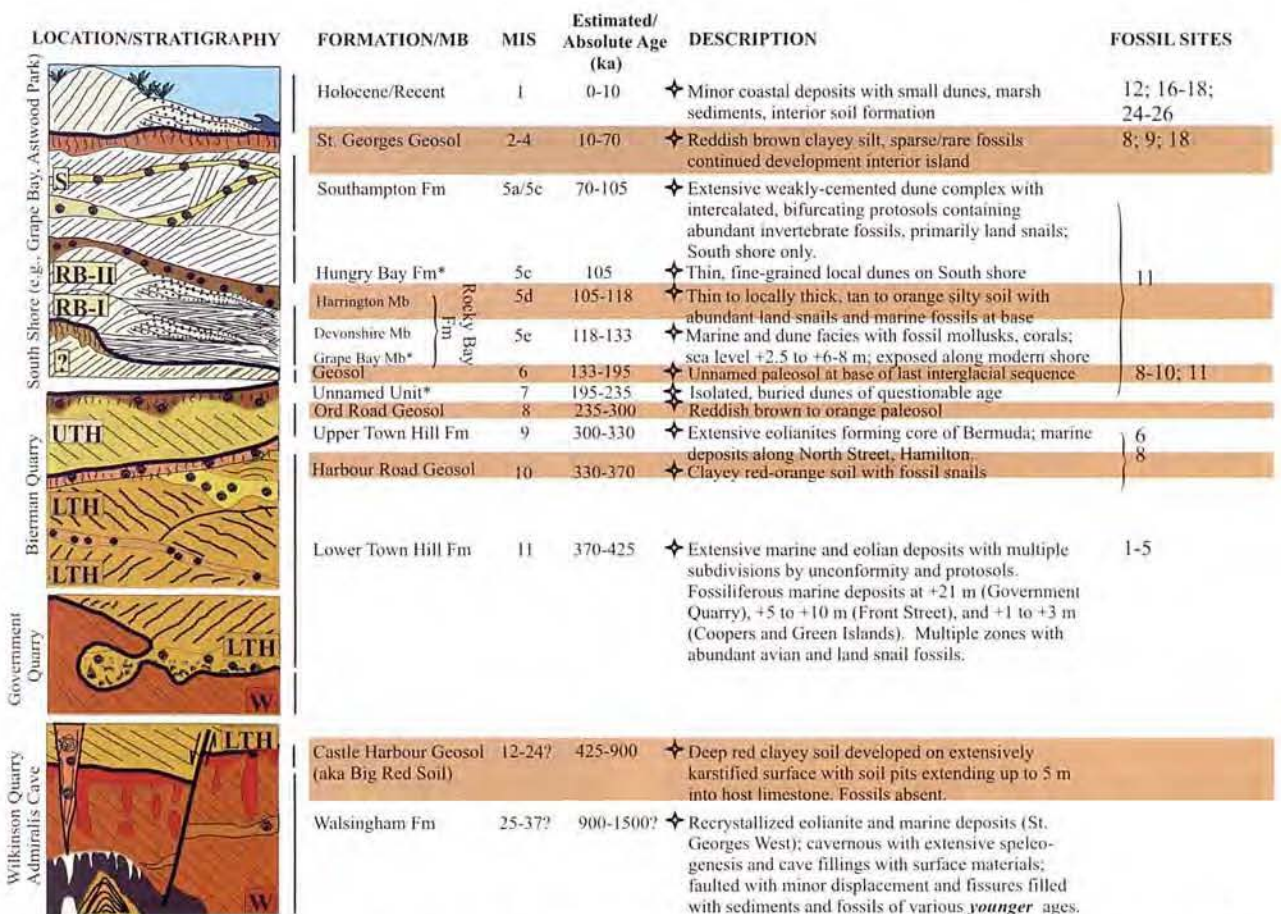 LOCATION/STRATIGRAPHY FORMATION/MB MIS Estimated/ Absolute Age (ka) DESCRIPTION FOSSIL SITES
South Shore (e.g., Grape Bay, Astwood Park)
S
RB-II
RB-I
?
Bierman Quarry
UTH
LTH
LTH
Government Quarry
LTH
W
Wilkinson Quarry
Admiralis Cave
LTH
W
Holocene/Recent 1 0-10 Minor coastal deposits with small dunes, marsh 12; 16-18;
sediments, interior soil formation 24-26
St. Georges Geosol 2-4 10-70 Reddish brown clayey silt, sparse/rare fossils 8; 9; 18
continued development interior island
Southampton Fm 5a/5c 70-105 Extensive weakly-cemented dune complex with
intercalated, bifurcating protosols containing
abundant invertebrate fossils, primarily land snails;
South shore only.
Hungry Bay Fm* 5c 105 Thin, fine-grained local dunes on South shore 11
Rocky Bay Fm
Harrington Mb 5d 105-118 Thin to locally thick, tan to orange silty soil with
abundant land snails and marine fossils at base
Devonshire Mb 5e 118-133 Marine and dune facies with fossil mollusks, corals;
Grape Bay Mb* sea level +2.5 to +6-8 m; exposed along modern shore
Geosol 6 133-195 Unnamed paleosol at base of last interglacial sequence 8-10; 11
Unnamed Unit* 7 195-235 Isolated, buried dunes of questionable age
Ord Road Geosol 8 235-300 Reddish brown to orange paleosol
Upper Town Hill Fm 9 300-330 Extensive eolianites forming core of Bermuda; marine 6
deposits along North Street, Hamilton. 8
Harbour Road Geosol 10 330-370 Clayey red-orange soil with fossil snails
Lower Town Hill Fm 11 370-425 Extensive marine and eolian deposits with multiple 1-5
subdivisions by unconformity and protosols.
Fossiliferous marine deposits at +21 m (Government
Quarry), +5 to +10 m (Front Street), and +1 to +3 m
(Coopers and Green Islands). Multiple zones with
abundant avian and land snail fossils.
Castle Harbour Geosol 12-24? 425-900 Deep red clayey soil developed on extensively
(aka Big Red Soil) karstified surface with soil pits extending up to 5 m
into host limestone. Fossils absent.
Walsingham Fm 25-37? 900-1500? Recrystallized eolianite and marine deposits (St.
Georges West); cavernous with extensive speleo-
genesis and cave fillings with surface materials;
faulted with minor displacement and fissures filled
with sediments and fossils of various younger ages.